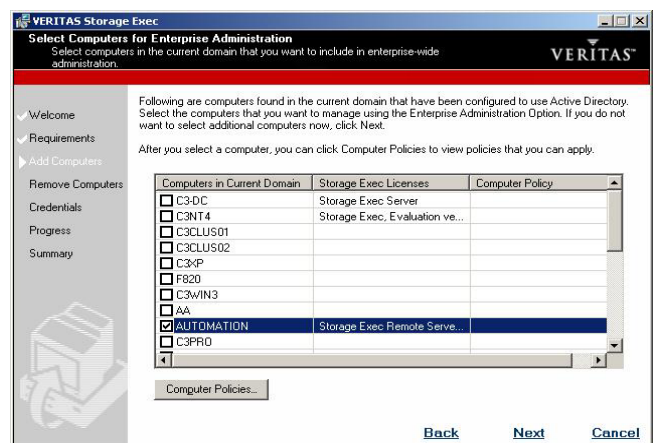 VERITAS Storage Exec
Select Computers for Enterprise Administration
Select computers in the current domain that you want to include in enterprise-wide
administration.
VERITAS™
Welcome
Requirements
Add Computers
Remove Computers
Credentials
Progress
Summary
Following are computers found in the current domain that have been configured to use Active Directory.
Select the computers that you want to manage using the Enterprise Administration Option. If you do not
want to select additional computers now, click Next.
After you select a computer, you can click Computer Policies to view policies that you can apply.
Computers in Current Domain Storage Exec Licenses Computer Policy
C3-DC Storage Exec Server
C3NT4 Storage Exec, Evaluation ve...
C3CLUS01
C3CLUS02
C3XP
F820
C3WIN3
AA
AUTOMATION Storage Exec Remote Serve...
C3PRO
Computer Policies...
Back Next Cancel